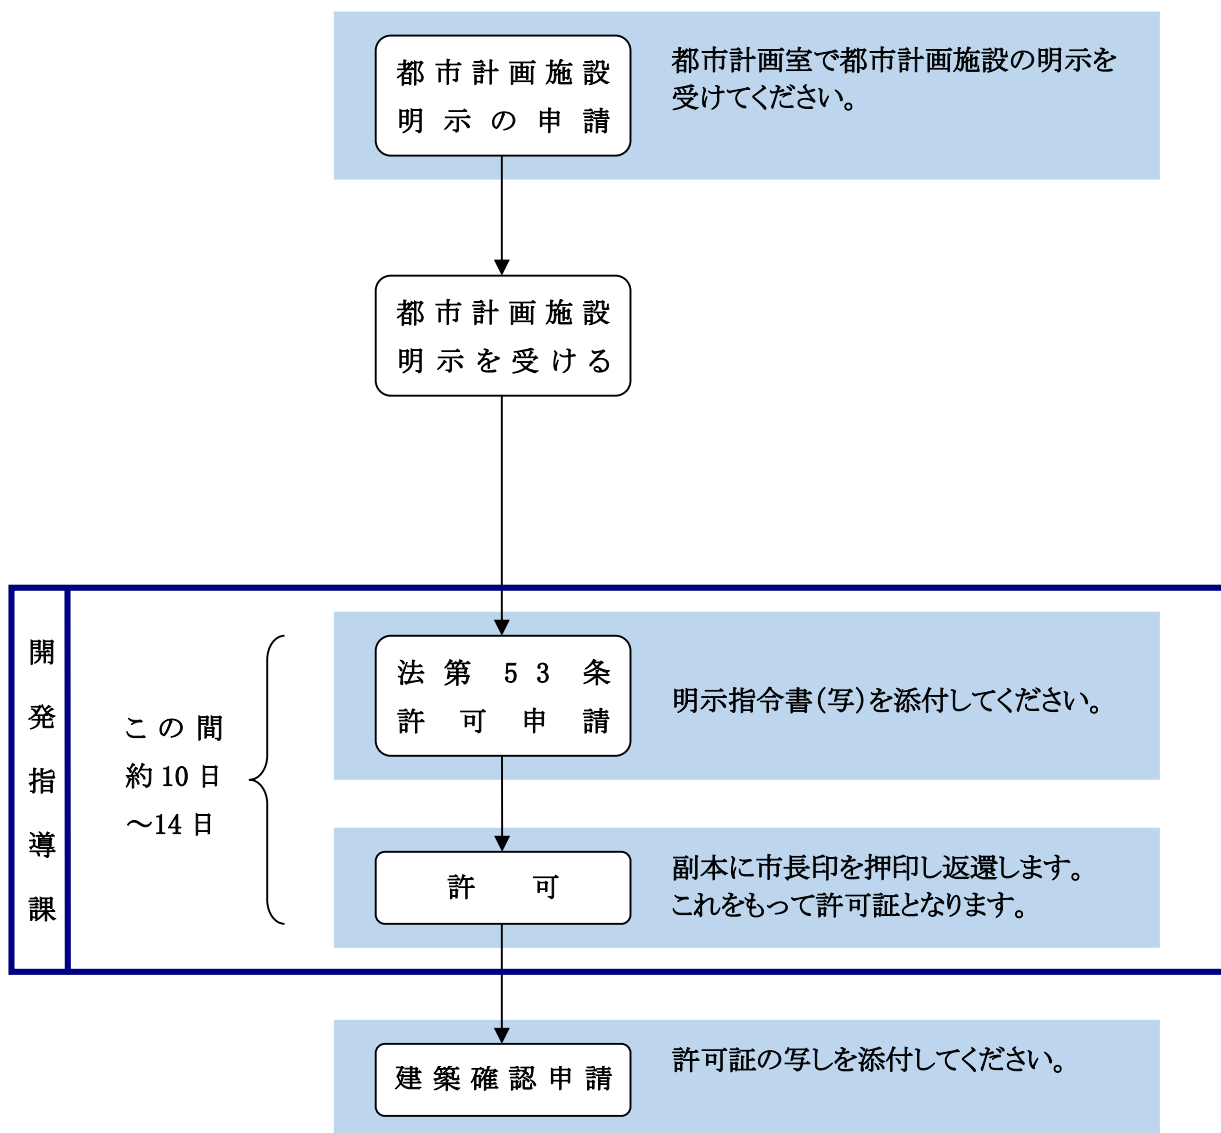 都市計画施設
明示の申請
都市計画室で都市計画施設の明示を
受けてください。
都市計画施設
明示を受ける
開発指導課
この間
約10日
～14日
法第53条
許可申請
明示指令書（写）を添付してください。
許可
副本に市長印を押印し返還します。
これをもって許可証となります。
建築確認申請
許可証の写しを添付してください。